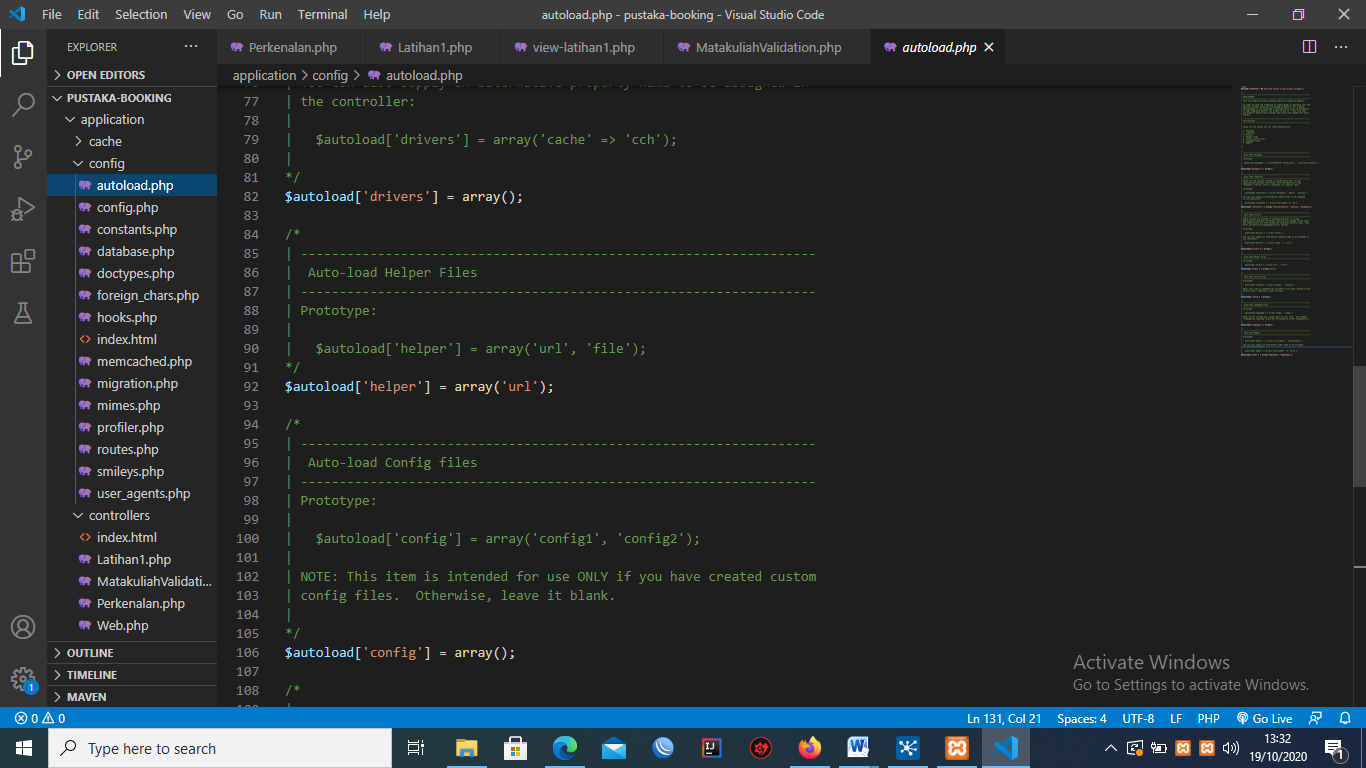 File Edit Selection View Go Run Terminal Help
autoload.php - pustaka-booking - Visual Studio Code
EXPLORER
Perkenalan.php
Latihan1.php
view-latihan1.php
MatakuliahValidation.php
autoload.php
OPEN EDITORS
PUSTAKA-BOOKING
application
cache
config
autoload.php
config.php
constants.php
database.php
doctypes.php
foreign_chars.php
hooks.php
index.html
memcached.php
migration.php
mimes.php
profiler.php
routes.php
smileys.php
user_agents.php
controllers
index.html
Latihan1.php
MatakuliahValidati...
Perkenalan.php
Web.php
OUTLINE
TIMELINE
MAVEN
application > config > autoload.php
77 | the controller:
78 |
79 | $autoload['drivers'] = array('cache' => 'cch');
80 |
81 */
82 $autoload['drivers'] = array();
83
84 /*
85 | -------------------------------------------------------------------
86 | Auto-load Helper Files
87 | -------------------------------------------------------------------
88 | Prototype:
89 |
90 | $autoload['helper'] = array('url', 'file');
91 */
92 $autoload['helper'] = array('url');
93
94 /*
95 | -------------------------------------------------------------------
96 | Auto-load Config files
97 | -------------------------------------------------------------------
98 | Prototype:
99 |
100 | $autoload['config'] = array('config1', 'config2');
101 |
102 | NOTE: This item is intended for use ONLY if you have created custom
103 | config files.  Otherwise, leave it blank.
104 |
105 */
106 $autoload['config'] = array();
107
108 /*
Activate Windows
Go to Settings to activate Windows.
1
0 0
Ln 131, Col 21 Spaces: 4 UTF-8 LF PHP Go Live
Type here to search
13:32
19/10/2020
1